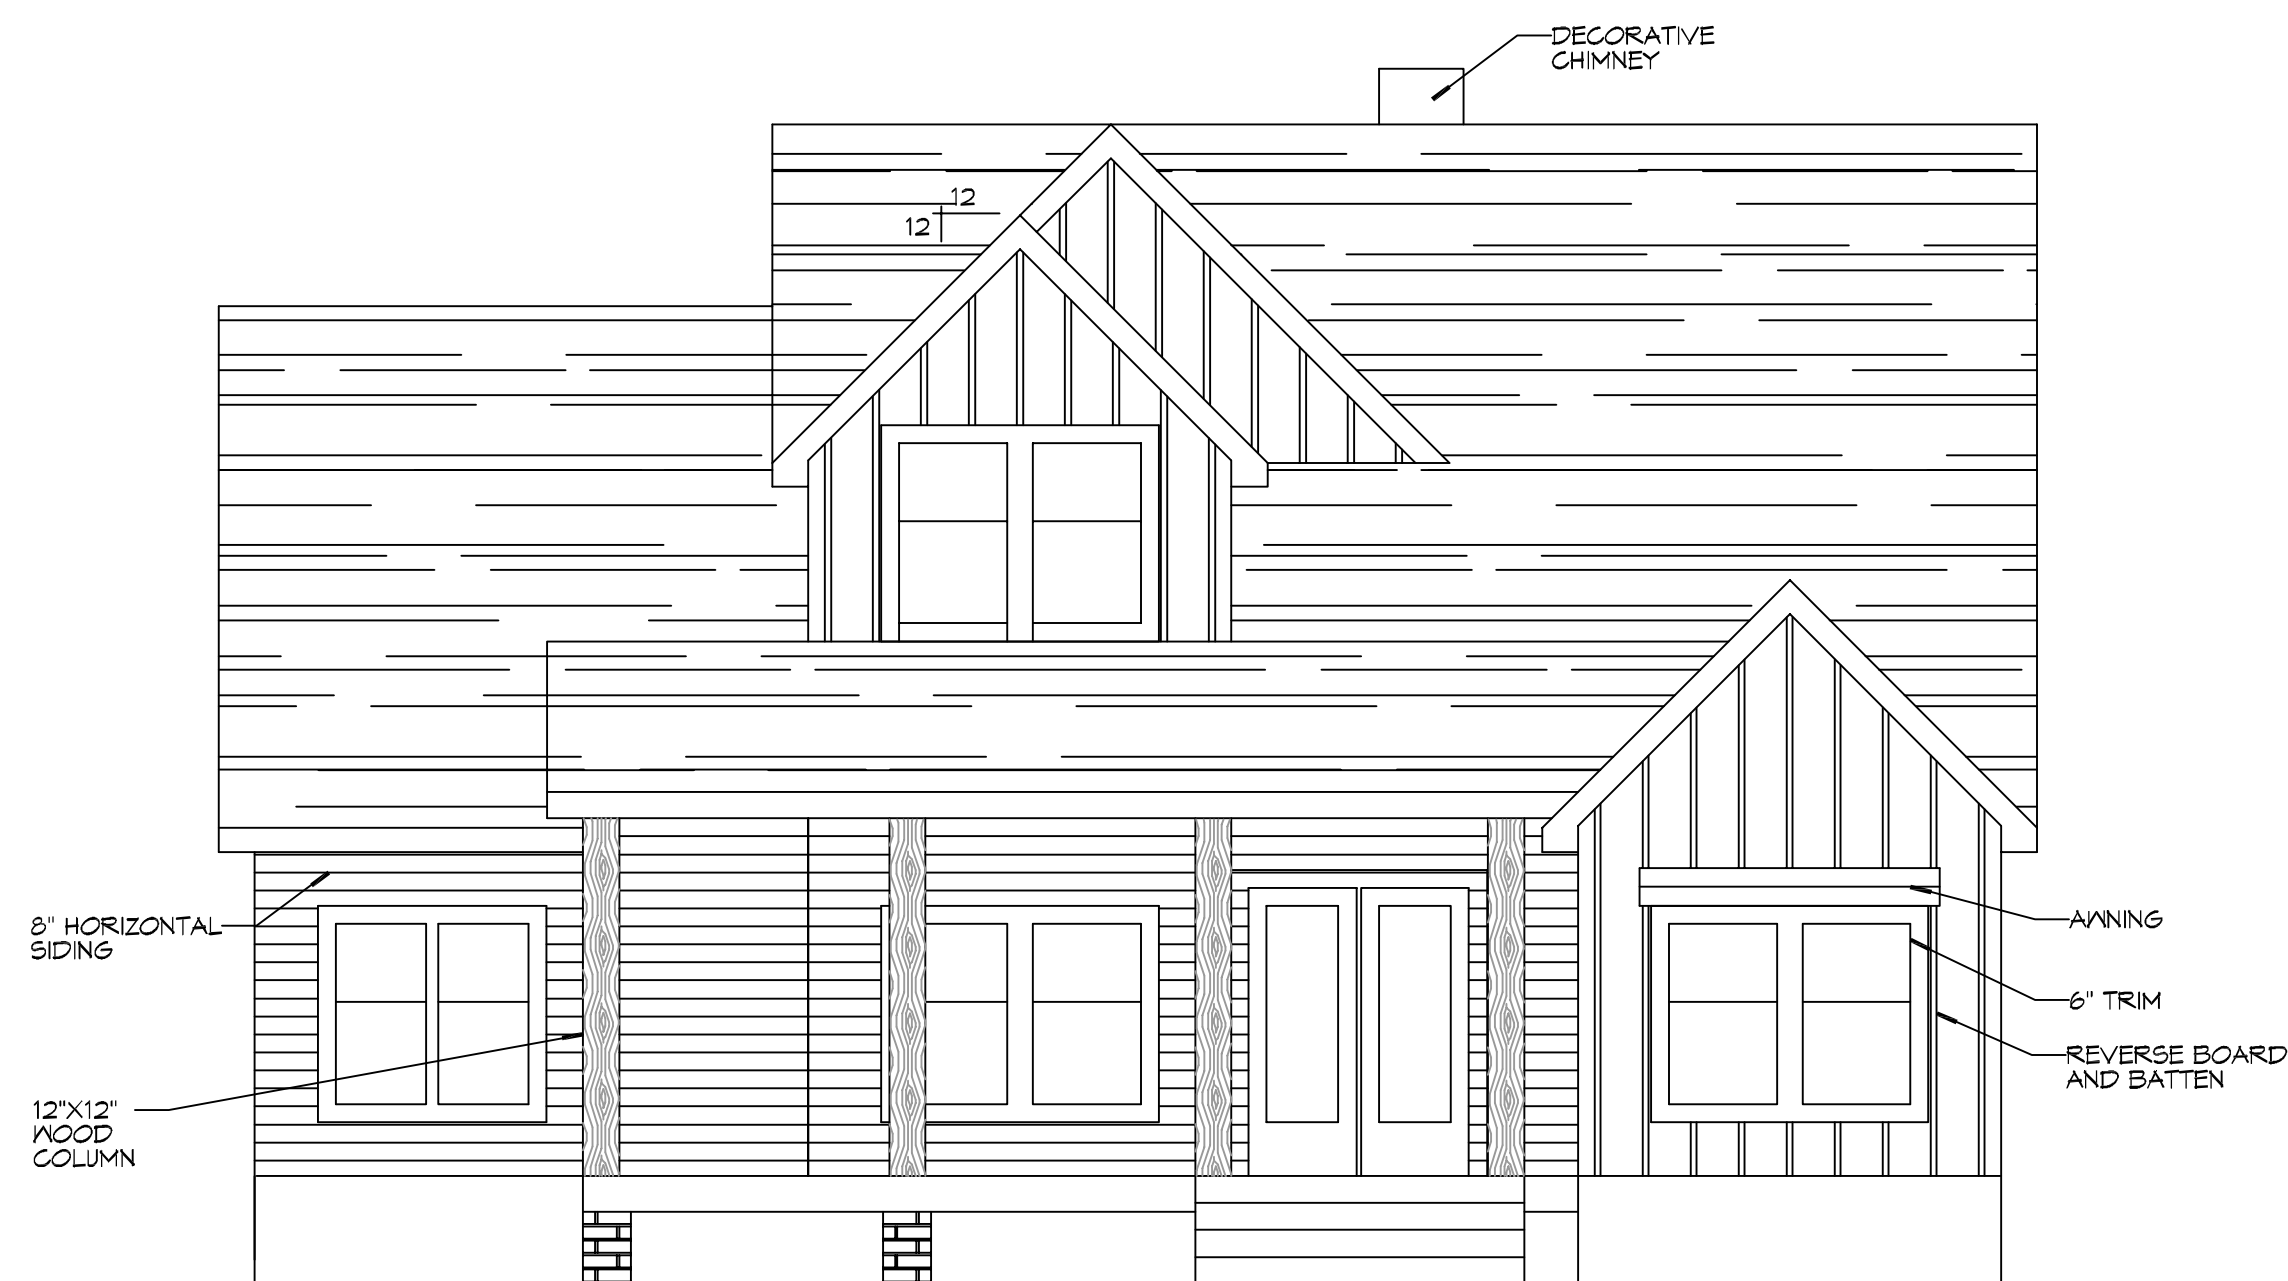 DECORATIVE
CHIMNEY
12
12
8" HORIZONTAL
SIDING
AWNING
6" TRIM
REVERSE BOARD
AND BATTEN
12"X12"
WOOD
COLUMN